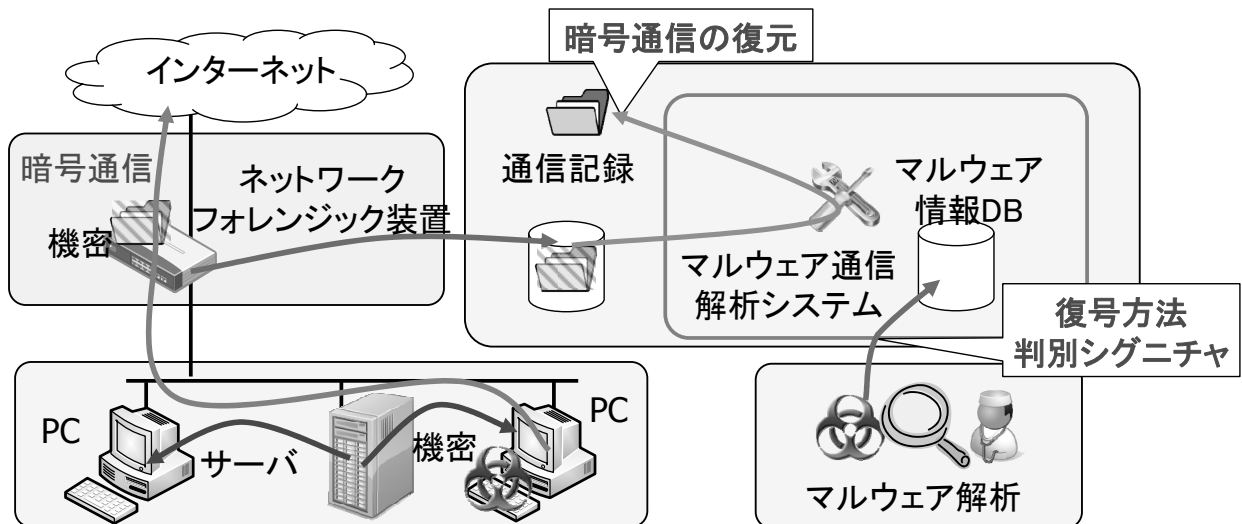 暗号通信の復元
インターネット
暗号通信
ネットワーク
フォレンジック装置
機密
通信記録
マルウェア
情報DB
マルウェア通信
解析システム
復号方法
判別シグニチャ
PC
サーバ
機密
PC
マルウェア解析